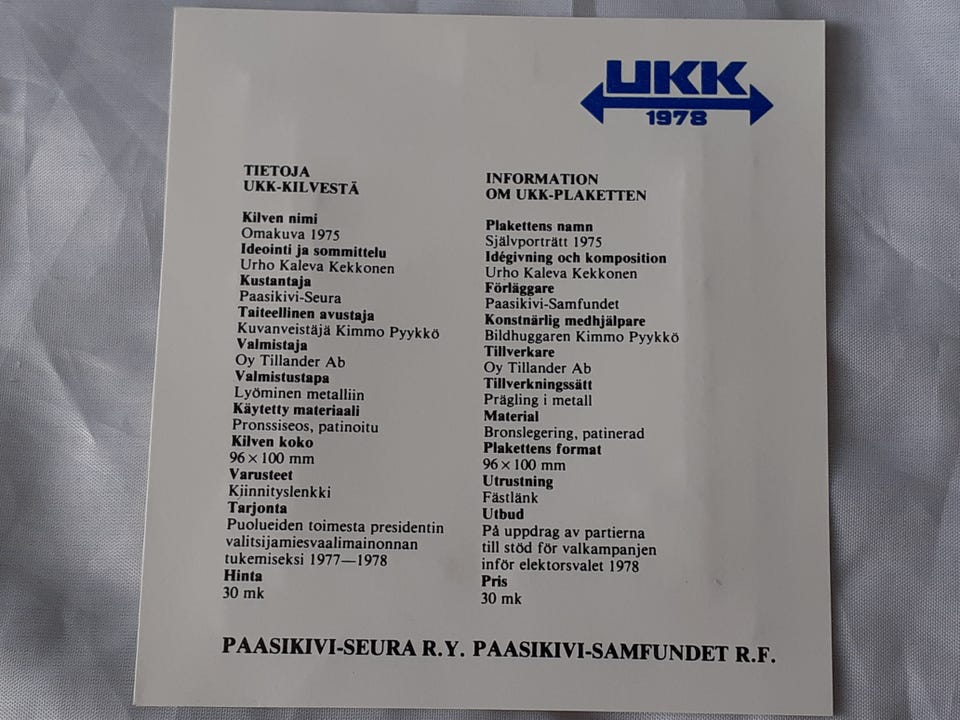 UKK
1978
TIETOJA
UKK-KILVESTÄ
Kilven nimi
Omakuva 1975
Ideointi ja sommittelu
Urho Kaleva Kekkonen
Kustantaja
Paasikivi-Seura
Taiteellinen avustaja
Kuvanveistäjä Kimmo Pyykkö
Valmistaja
Oy Tillander Ab
Valmistustapa
Lyöminen metalliin
Käytetty materiaali
Pronssiseos, patinoitu
Kilven koko
96 × 100 mm
Varusteet
Kiinnityslenkki
Tarjonta
Puolueiden toimesta presidentin
valitsijamiesvaalimainonnan
tukemiseksi 1977—1978
Hinta
30 mk
INFORMATION
OM UKK-PLAKETTEN
Plakettens namn
Självporträtt 1975
Idégivning och komposition
Urho Kaleva Kekkonen
Förläggare
Paasikivi-Samfundet
Konstnärlig medhjälpare
Bildhuggaren Kimmo Pyykkö
Tillverkare
Oy Tillander Ab
Tillverkningssätt
Prägling i metall
Material
Bronslegering, patinerad
Plakettens format
96 × 100 mm
Utrustning
Fästlänk
Utbud
På uppdrag av partierna
till stöd för valkampanjen
inför elektorsvalet 1978
Pris
30 mk
PAASIKIVI-SEURA R.Y. PAASIKIVI-SAMFUNDET R.F.